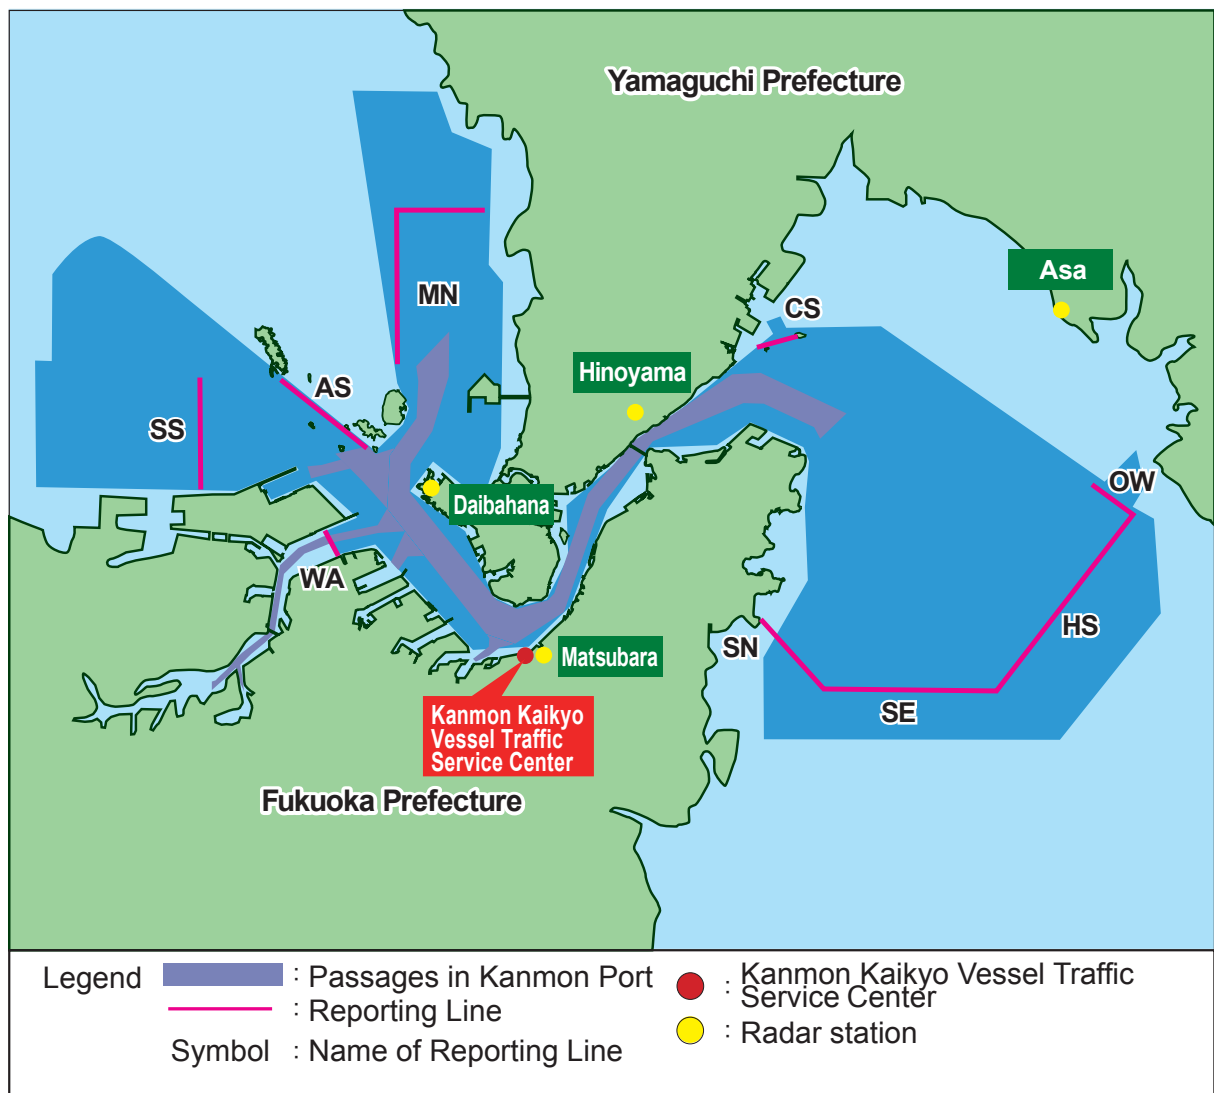 Yamaguchi Prefecture
Asa
MN
CS
Hinoyama
AS
SS
OW
Daibahana
WA
HS
SN
Matsubara
SE
Kanmon Kaikyo
Vessel Traffic
Service Center
Fukuoka Prefecture
Legend
: Passages in Kanmon Port
: Reporting Line
Symbol : Name of Reporting Line
: Kanmon Kaikyo Vessel Traffic
Service Center
: Radar station